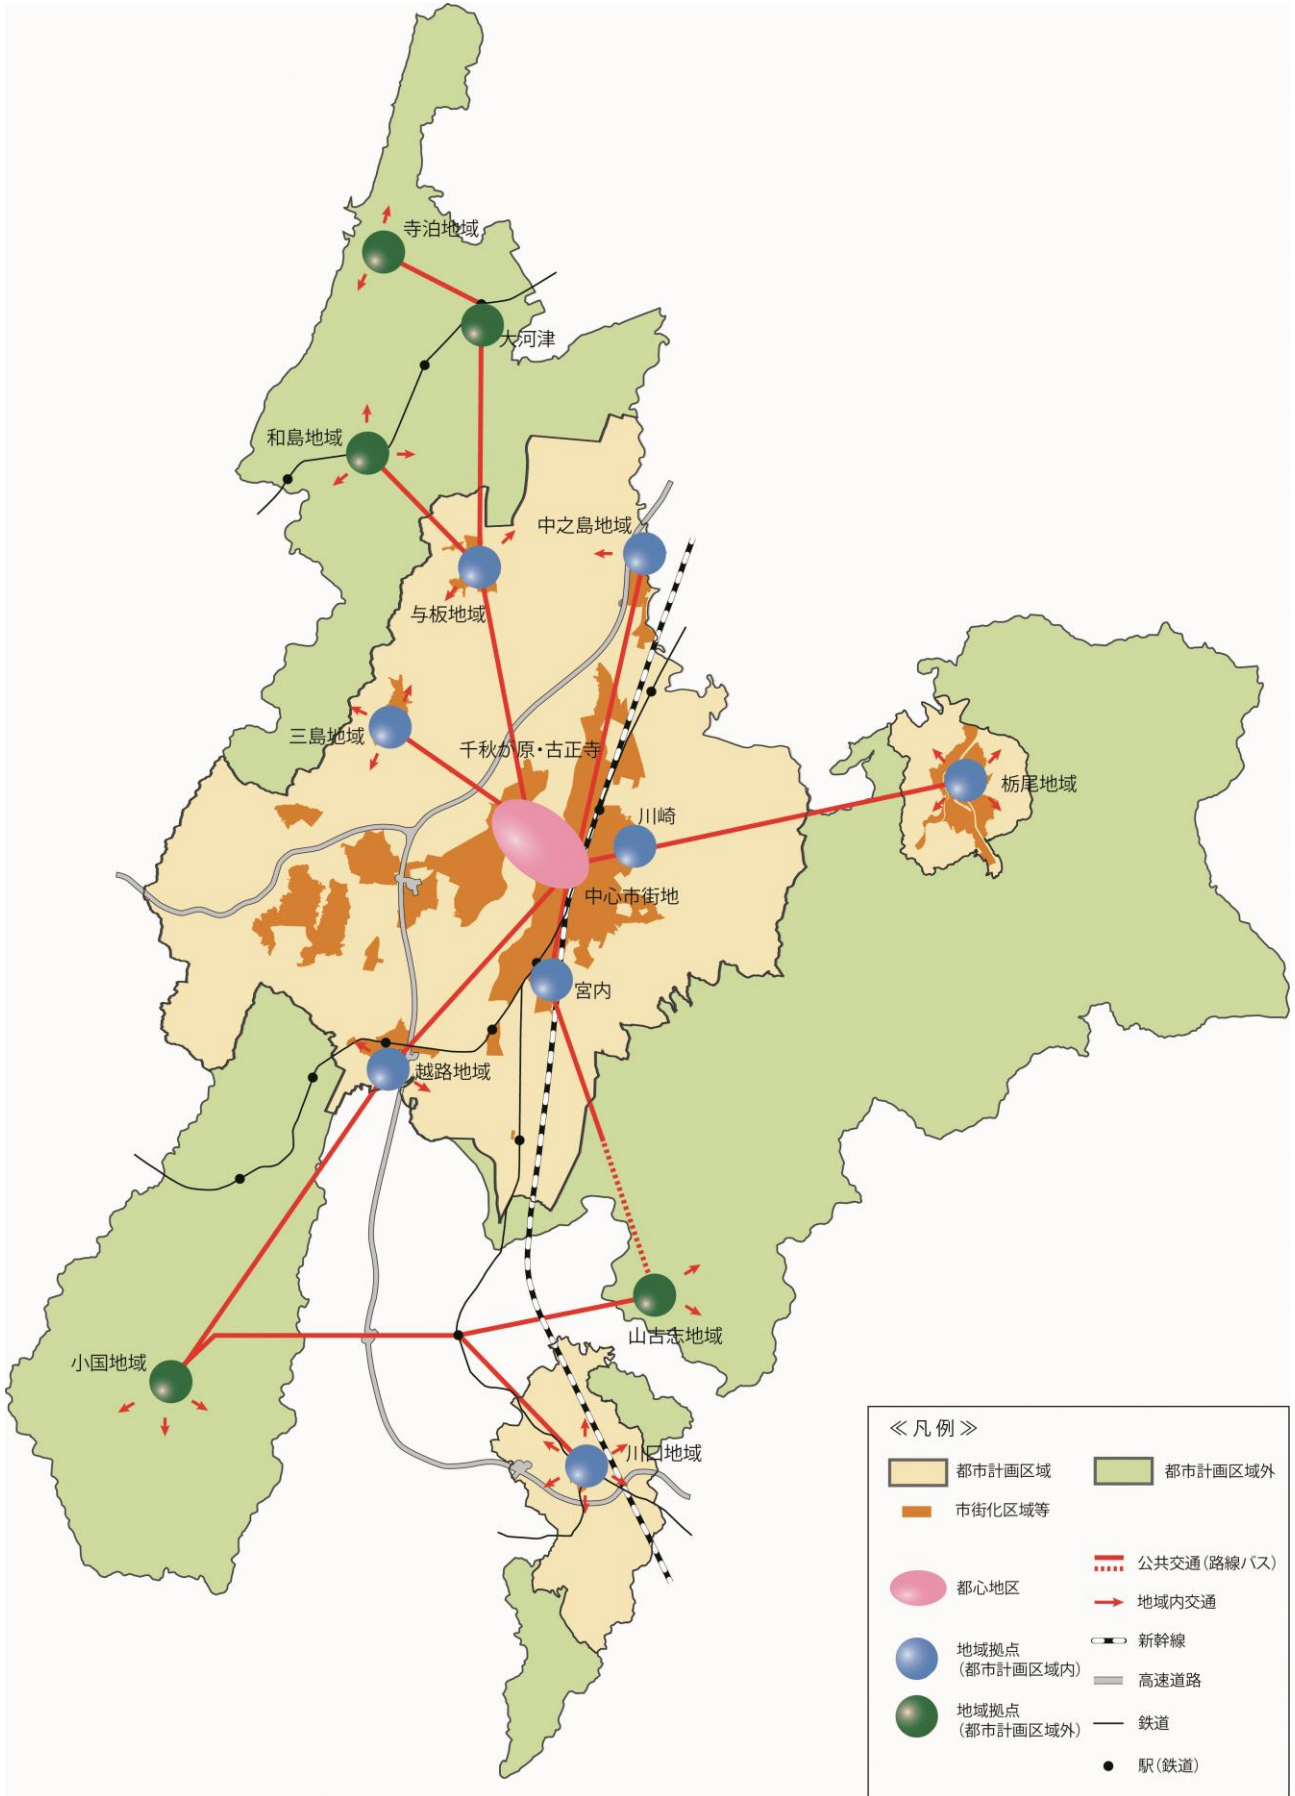 寺泊地域
大河津
和島地域
中之島地域
与板地域
三島地域
千秋が原・古正寺
栃尾地域
川崎
中心市街地
宮内
越路地域
山古志地域
小国地域
川口地域
≪凡例≫
都市計画区域
都市計画区域外
市街化区域等
公共交通(路線バス)
都心地区
地域内交通
新幹線
地域拠点
(都市計画区域内)
高速道路
地域拠点
(都市計画区域外)
鉄道
駅(鉄道)